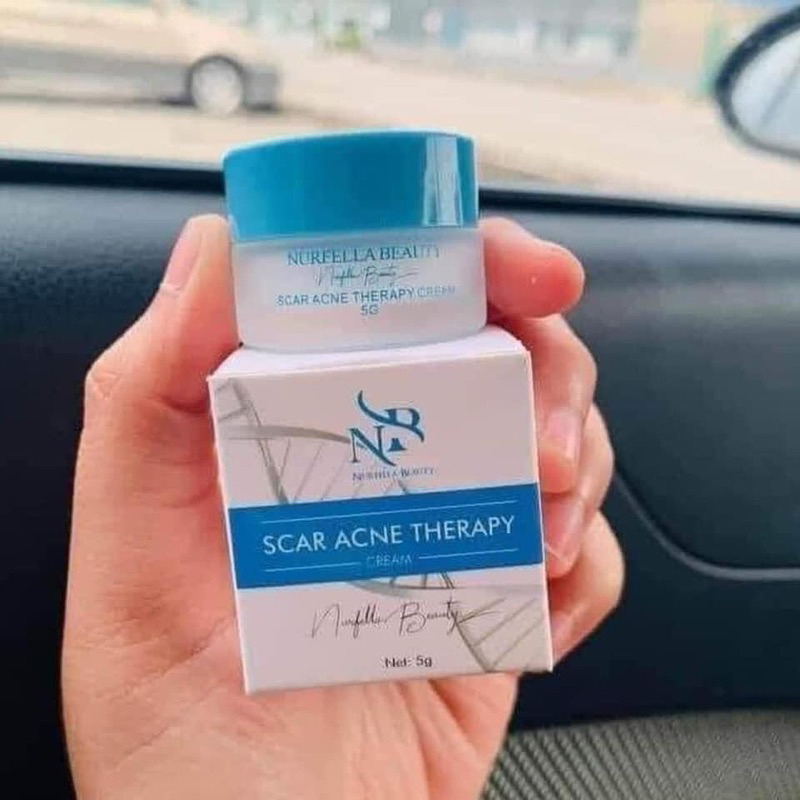 NURFELLA BEAUTY
Nurfella Beauty
SCAR ACNE THERAPY CREAM
5G
NB
NURFELLA BEAUTY
SCAR ACNE THERAPY
CREAM
Nurfella Beauty
Net: 5g